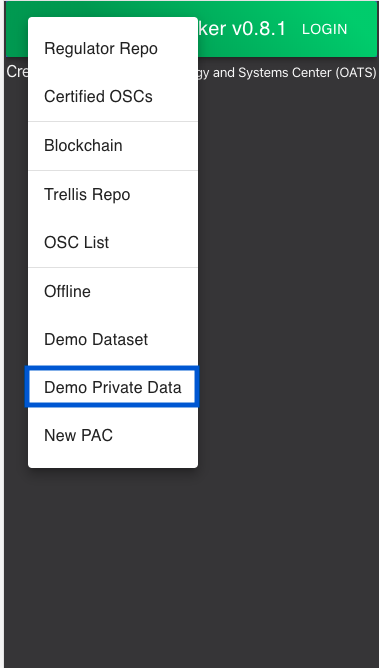 ker v0.8.1 LOGIN
Cre gy and Systems Center (OATS)
Regulator Repo
Certified OSCs
Blockchain
Trellis Repo
OSC List
Offline
Demo Dataset
Demo Private Data
New PAC